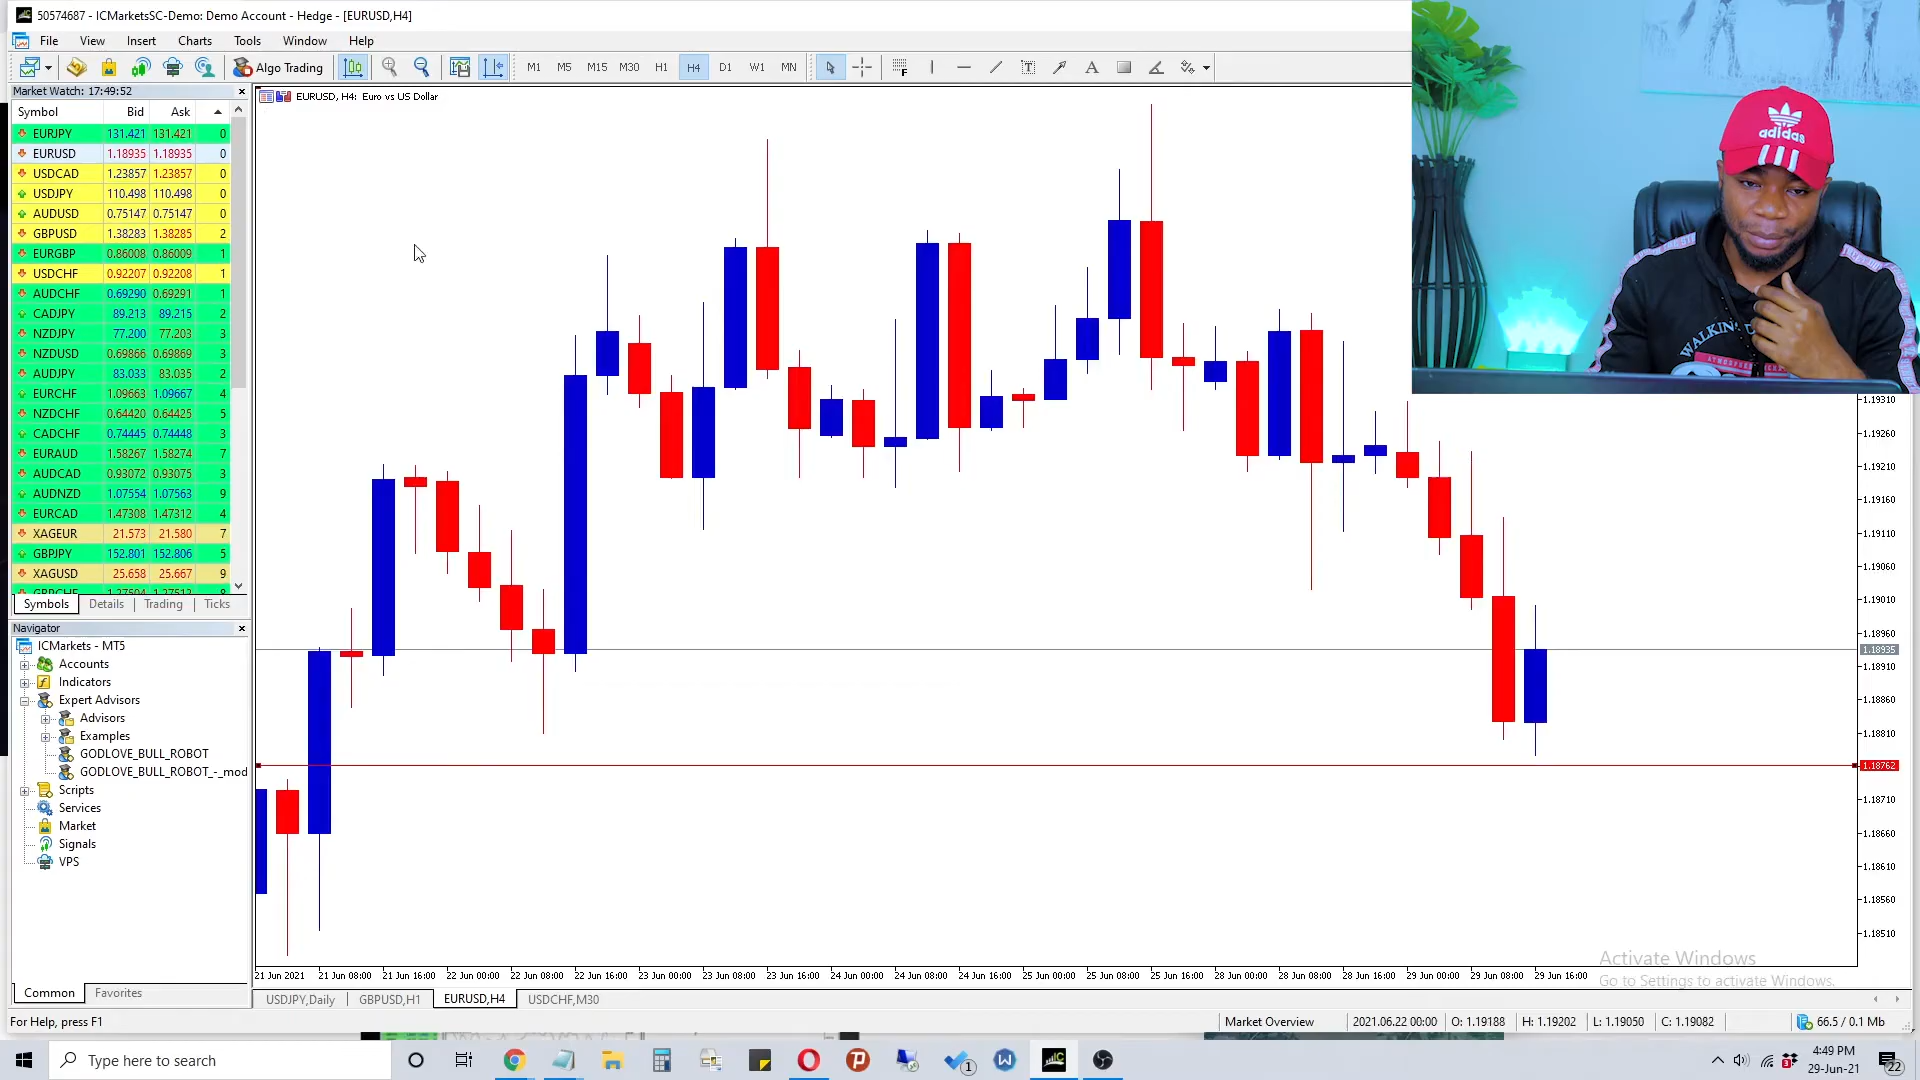 50574687 - ICMarketsSC-Demo: Demo Account - Hedge - [EURUSD,H4]
File View Insert Charts Tools Window Help
Algo Trading M1 M5 M15 M30 H1 H4 D1 W1 MN
Market Watch: 17:49:52
Symbol Bid Ask
EURJPY 131.421 131.421 0
EURUSD 1.18935 1.18935 0
USDCAD 1.23857 1.23857 0
USDJPY 110.498 110.498 0
AUDUSD 0.75147 0.75147 0
GBPUSD 1.38283 1.38285 2
EURGBP 0.86008 0.86009 1
USDCHF 0.92207 0.92208 1
AUDCHF 0.69290 0.69291 1
CADJPY 89.213 89.215 2
NZDJPY 77.200 77.203 3
NZDUSD 0.69866 0.69869 3
AUDJPY 83.033 83.035 2
EURCHF 1.09663 1.09667 4
NZDCHF 0.64420 0.64425 5
CADCHF 0.74445 0.74448 3
EURAUD 1.58267 1.58274 7
AUDCAD 0.93072 0.93075 3
AUDNZD 1.07554 1.07563 9
EURCAD 1.47308 1.47312 4
XAGEUR 21.573 21.580 7
GBPJPY 152.801 152.806 5
XAGUSD 25.658 25.667 9
Symbols Details Trading Ticks
Navigator
ICMarkets - MT5
Accounts
Indicators
Expert Advisors
Advisors
Examples
GODLOVE_BULL_ROBOT
GODLOVE_BULL_ROBOT_-_mod
Scripts
Services
Market
Signals
VPS
Common Favorites
EURUSD, H4: Euro vs US Dollar
adidas
1.19310
1.19260
1.19210
1.19160
1.19110
1.19060
1.19010
1.18960
1.18935
1.18910
1.18860
1.18810
1.18762
1.18710
1.18660
1.18610
1.18560
1.18510
Activate Windows
Go to Settings to activate Windows.
21 Jun 2021 21 Jun 08:00 21 Jun 16:00 22 Jun 00:00 22 Jun 08:00 22 Jun 16:00 23 Jun 00:00 23 Jun 08:00 23 Jun 16:00 24 Jun 00:00 24 Jun 08:00 24 Jun 16:00 25 Jun 00:00 25 Jun 08:00 25 Jun 16:00 28 Jun 00:00 28 Jun 08:00 28 Jun 16:00 29 Jun 00:00 29 Jun 08:00 29 Jun 16:00
USDJPY,Daily GBPUSD,H1 EURUSD,H4 USDCHF,M30
For Help, press F1 Market Overview 2021.06.22 00:00 O: 1.19188 H: 1.19202 L: 1.19050 C: 1.19082 66.5 / 0.1 Mb
Type here to search
1
3
4:49 PM
29-Jun-21
22